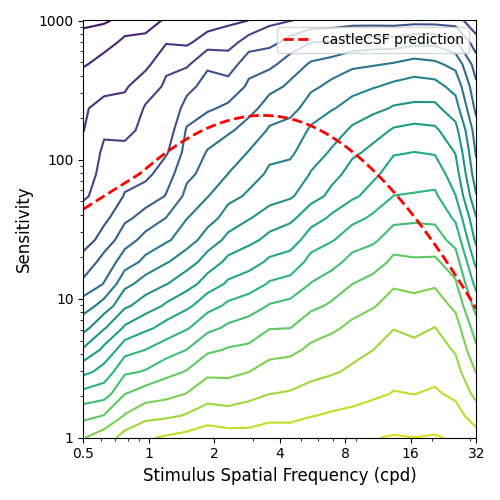 1000
castleCSF prediction
100
10
1
Sensitivity
0.5 1 2 4 8 16 32
Stimulus Spatial Frequency (cpd)